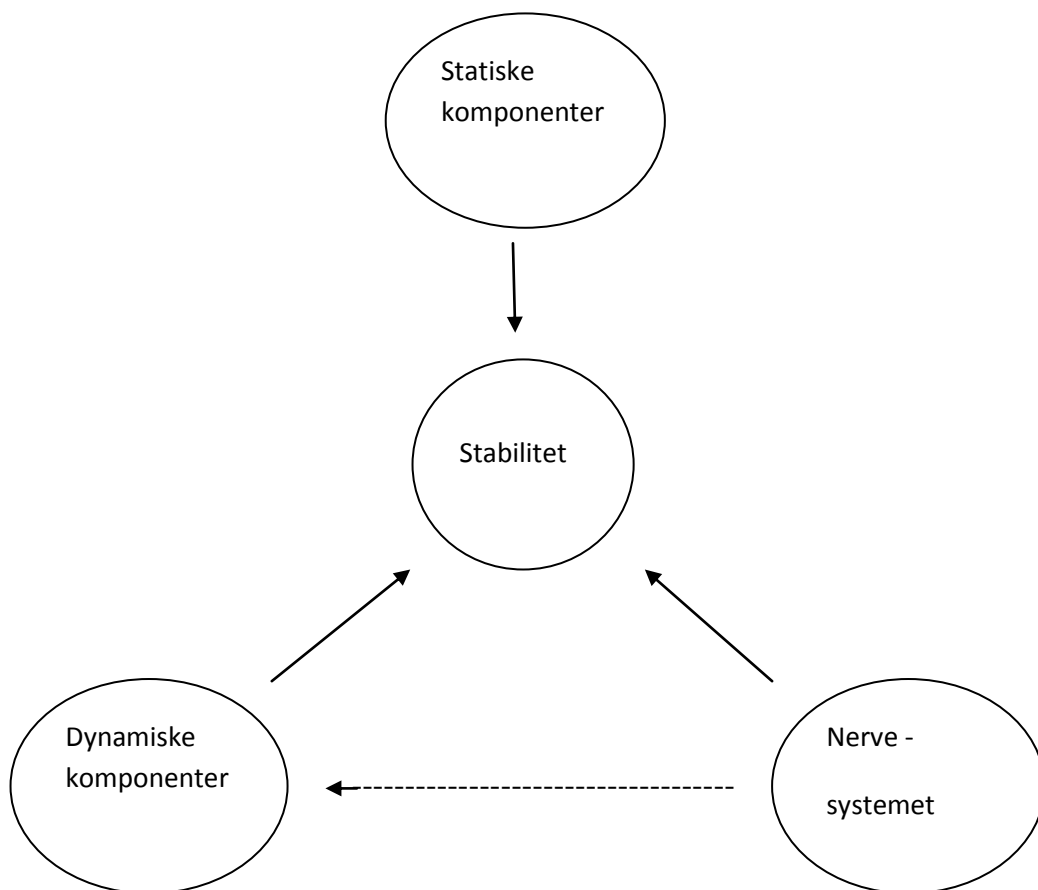 Statiske
komponenter
Stabilitet
Dynamiske
komponenter
Nerve -
systemet